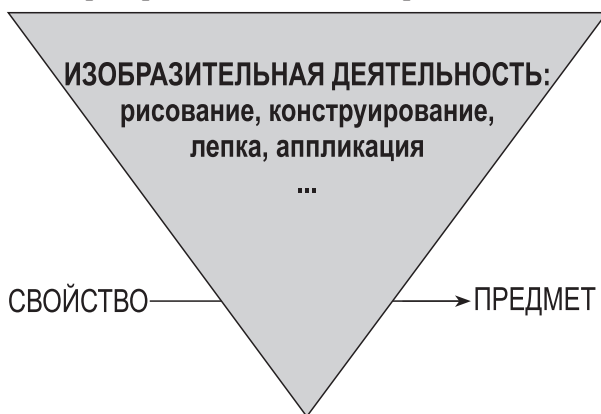 ИЗОБРАЗИТЕЛЬНАЯ ДЕЯТЕЛЬНОСТЬ:
рисование, конструирование,
лепка, аппликация
...
СВОЙСТВО ПРЕДМЕТ